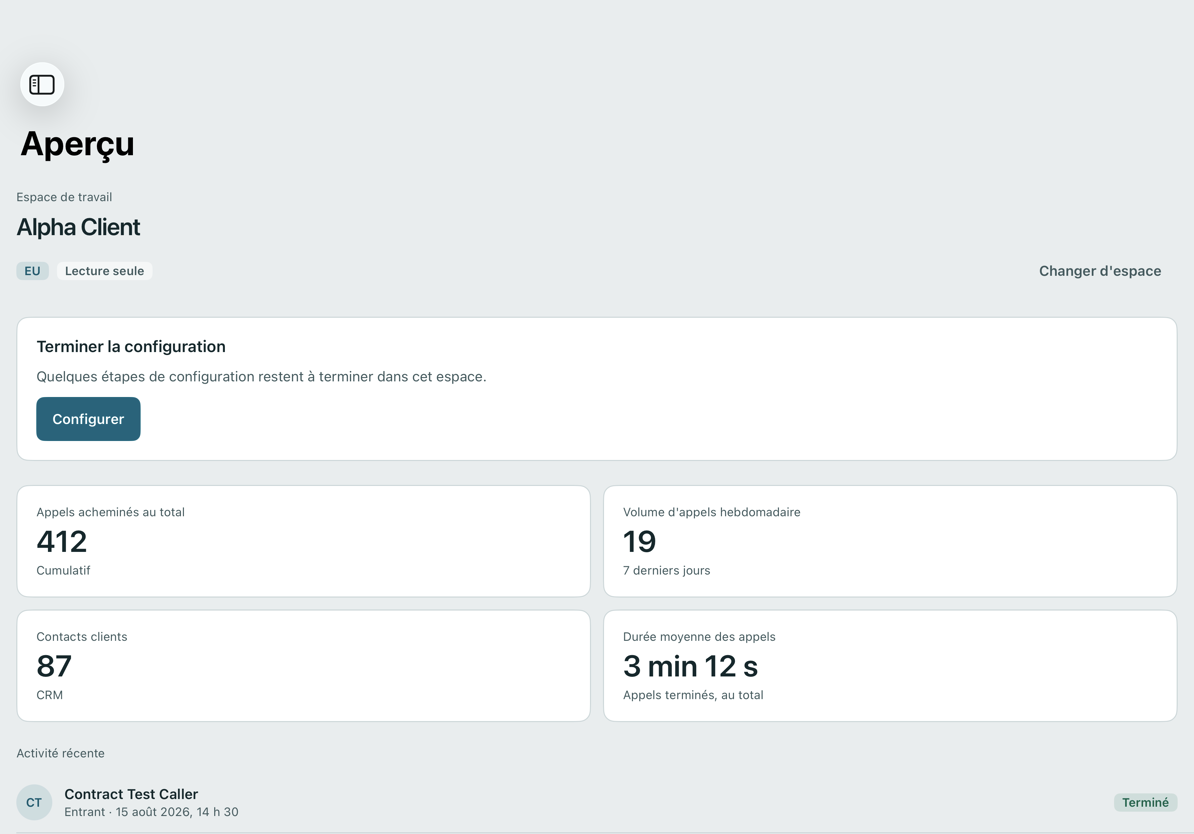 Aperçu
Espace de travail
Alpha Client
EU
Lecture seule
Changer d'espace
Terminer la configuration
Quelques étapes de configuration restent à terminer dans cet espace.
Configurer
Appels acheminés au total
412
Cumulatif
Volume d'appels hebdomadaire
19
7 derniers jours
Contacts clients
87
CRM
Durée moyenne des appels
3 min 12 s
Appels terminés, au total
Activité récente
CT
Contract Test Caller
Entrant · 15 août 2026, 14 h 30
Terminé